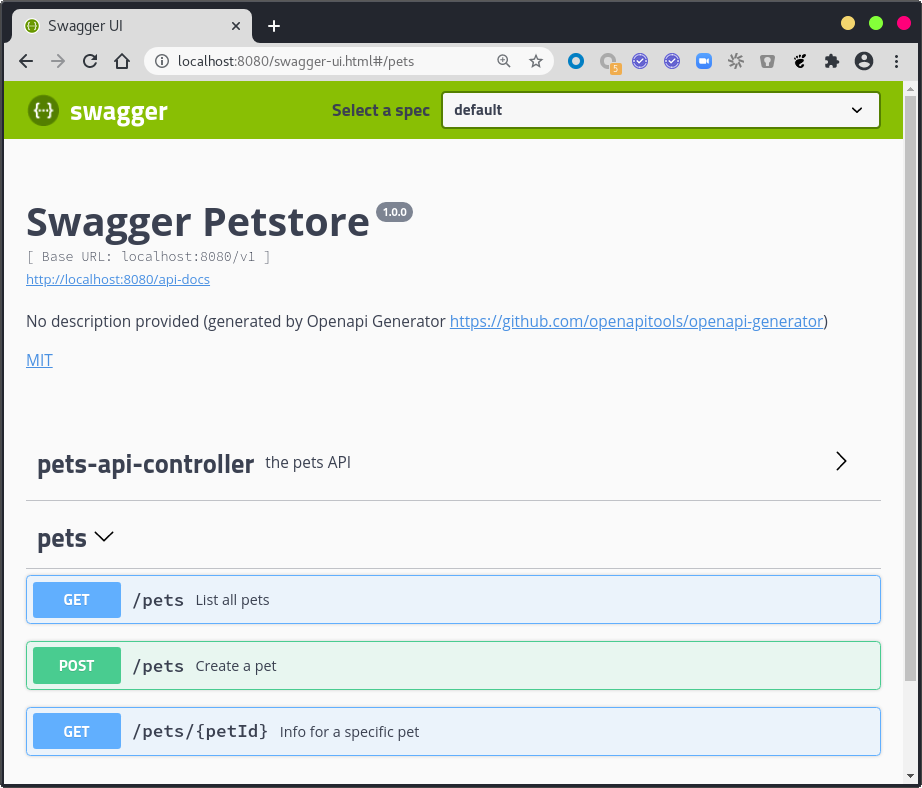 Swagger UI
localhost:8080/swagger-ui.html#/pets
5
swagger
Select a spec
default
Swagger Petstore 1.0.0
[ Base URL: localhost:8080/v1 ]
http://localhost:8080/api-docs
No description provided (generated by Openapi Generator https://github.com/openapitools/openapi-generator)
MIT
pets-api-controller the pets API
pets
GET /pets List all pets
POST /pets Create a pet
GET /pets/{petId} Info for a specific pet